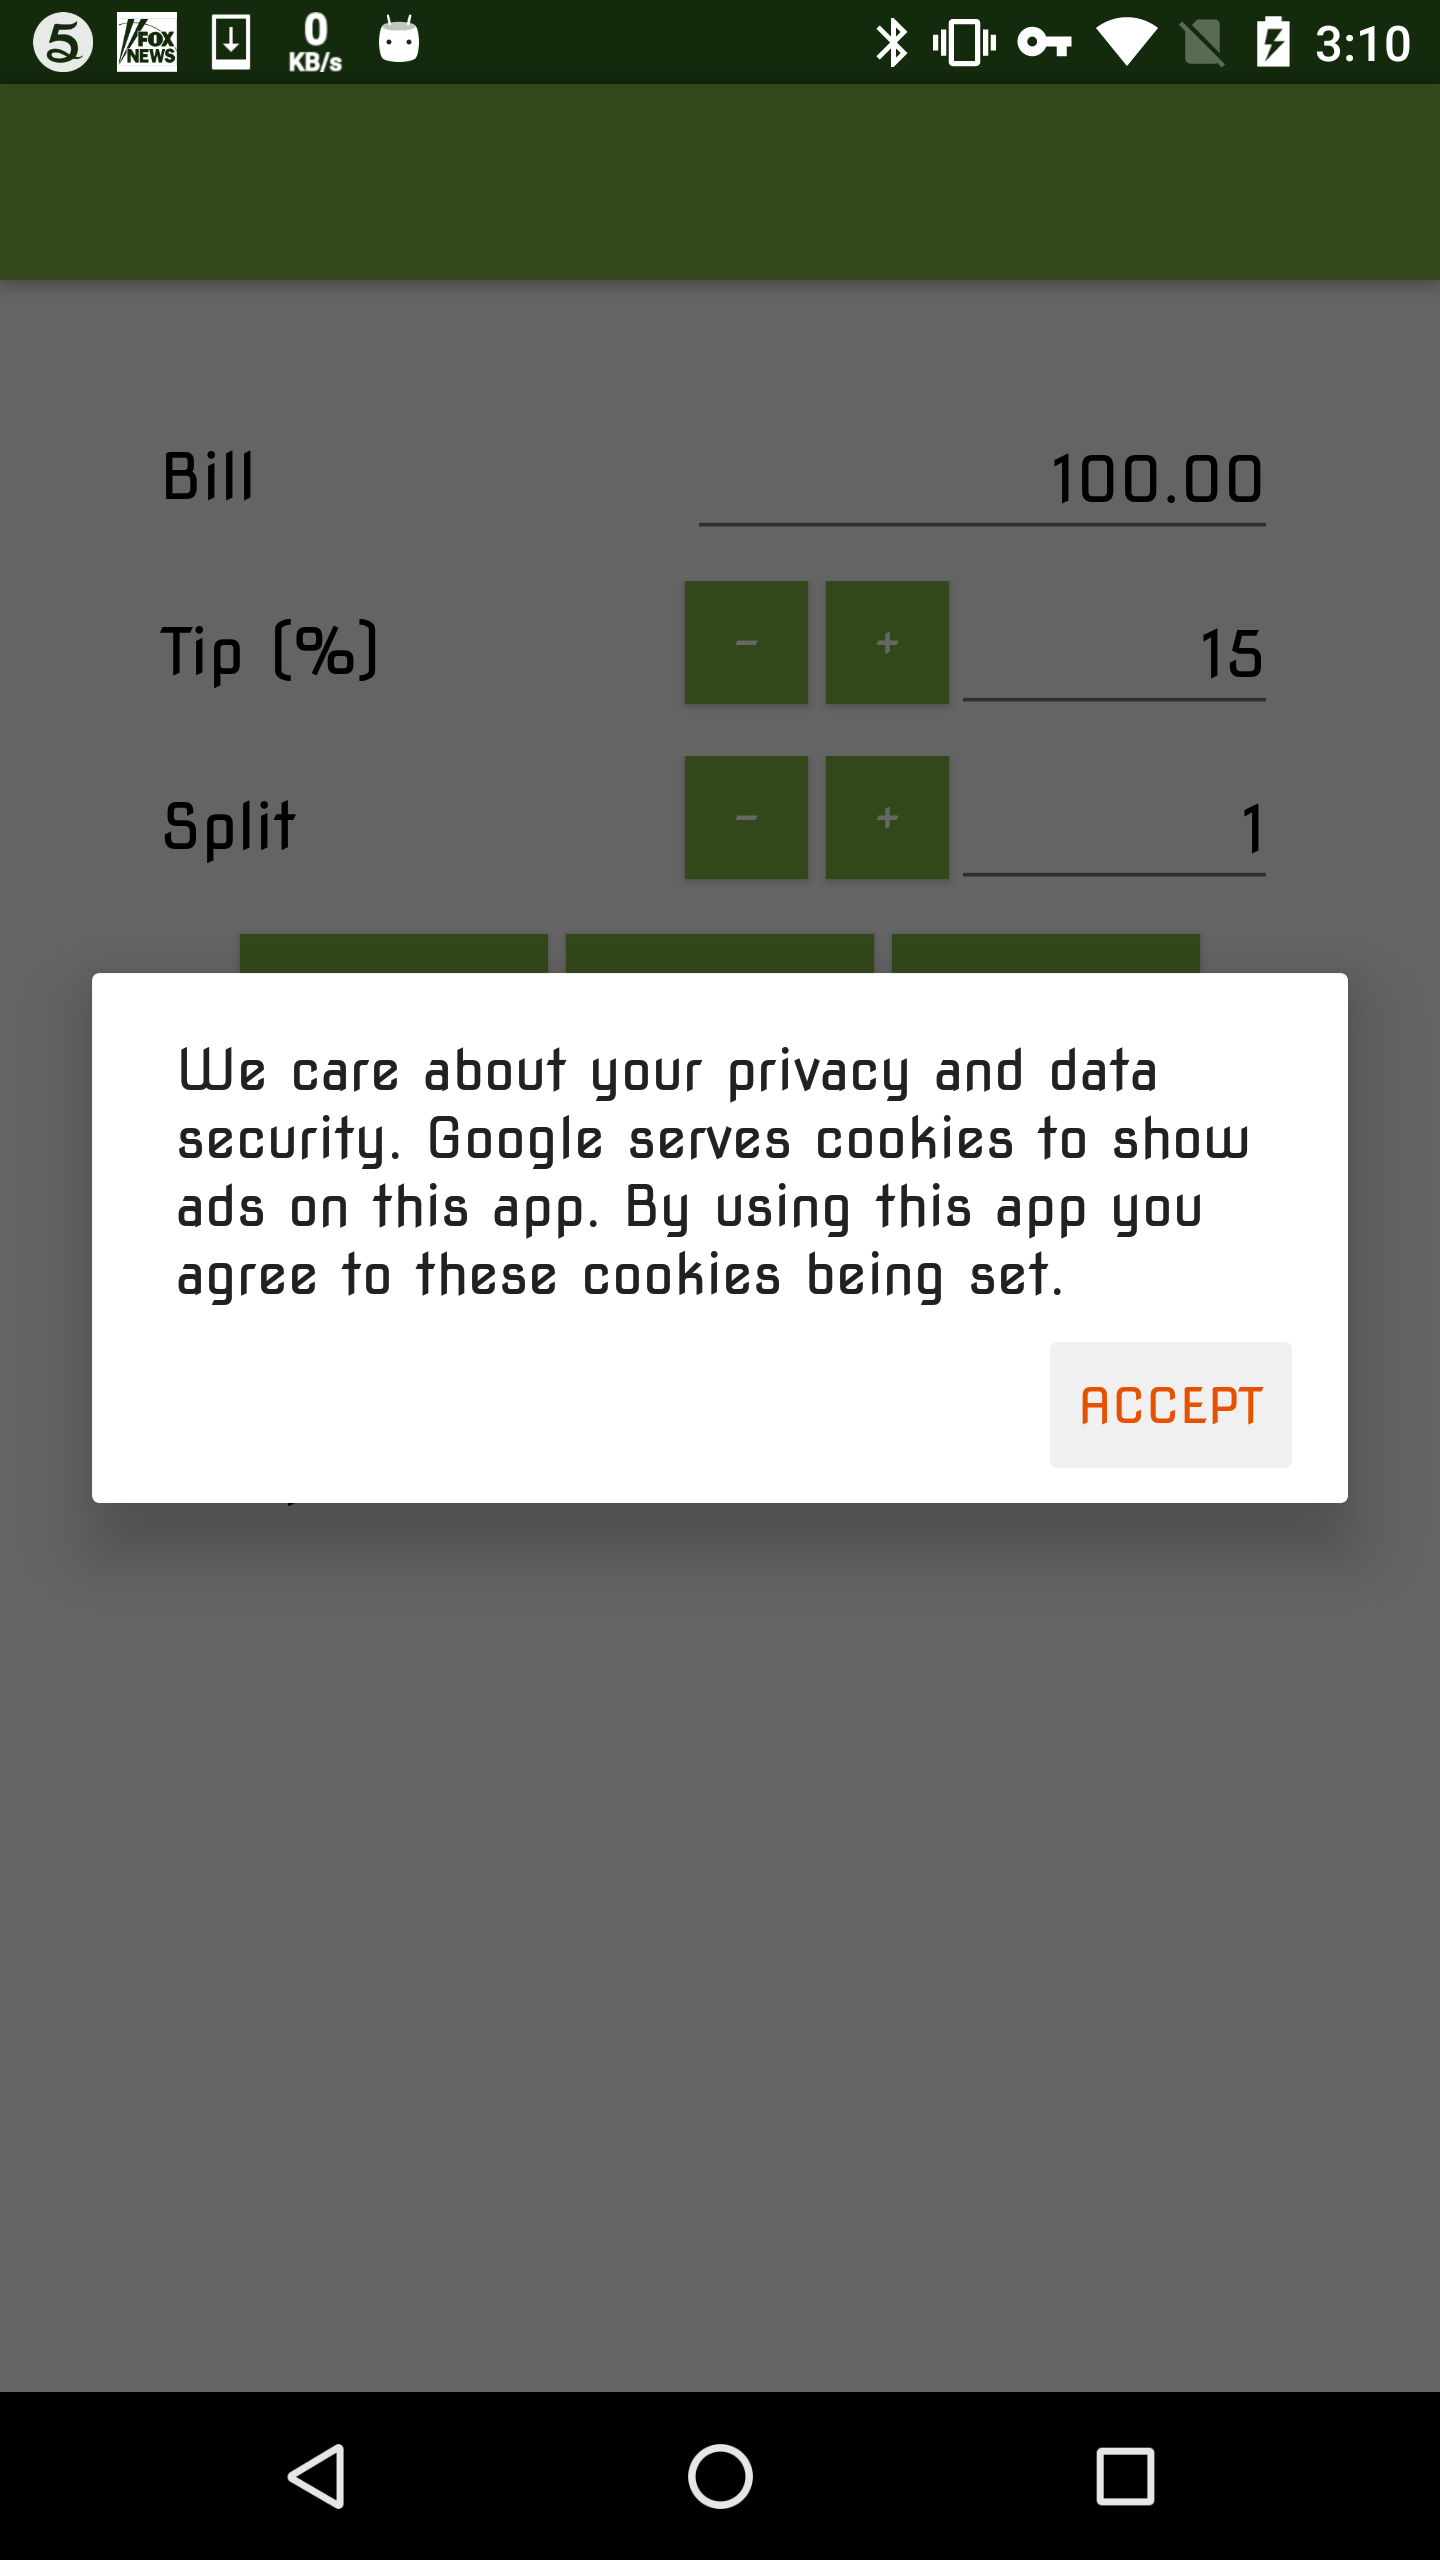 5 FOX NEWS 0 KB/s 3:10
Bill 100.00
Tip (%) - + 15
Split - + 1
We care about your privacy and data
security. Google serves cookies to show
ads on this app. By using this app you
agree to these cookies being set.
ACCEPT